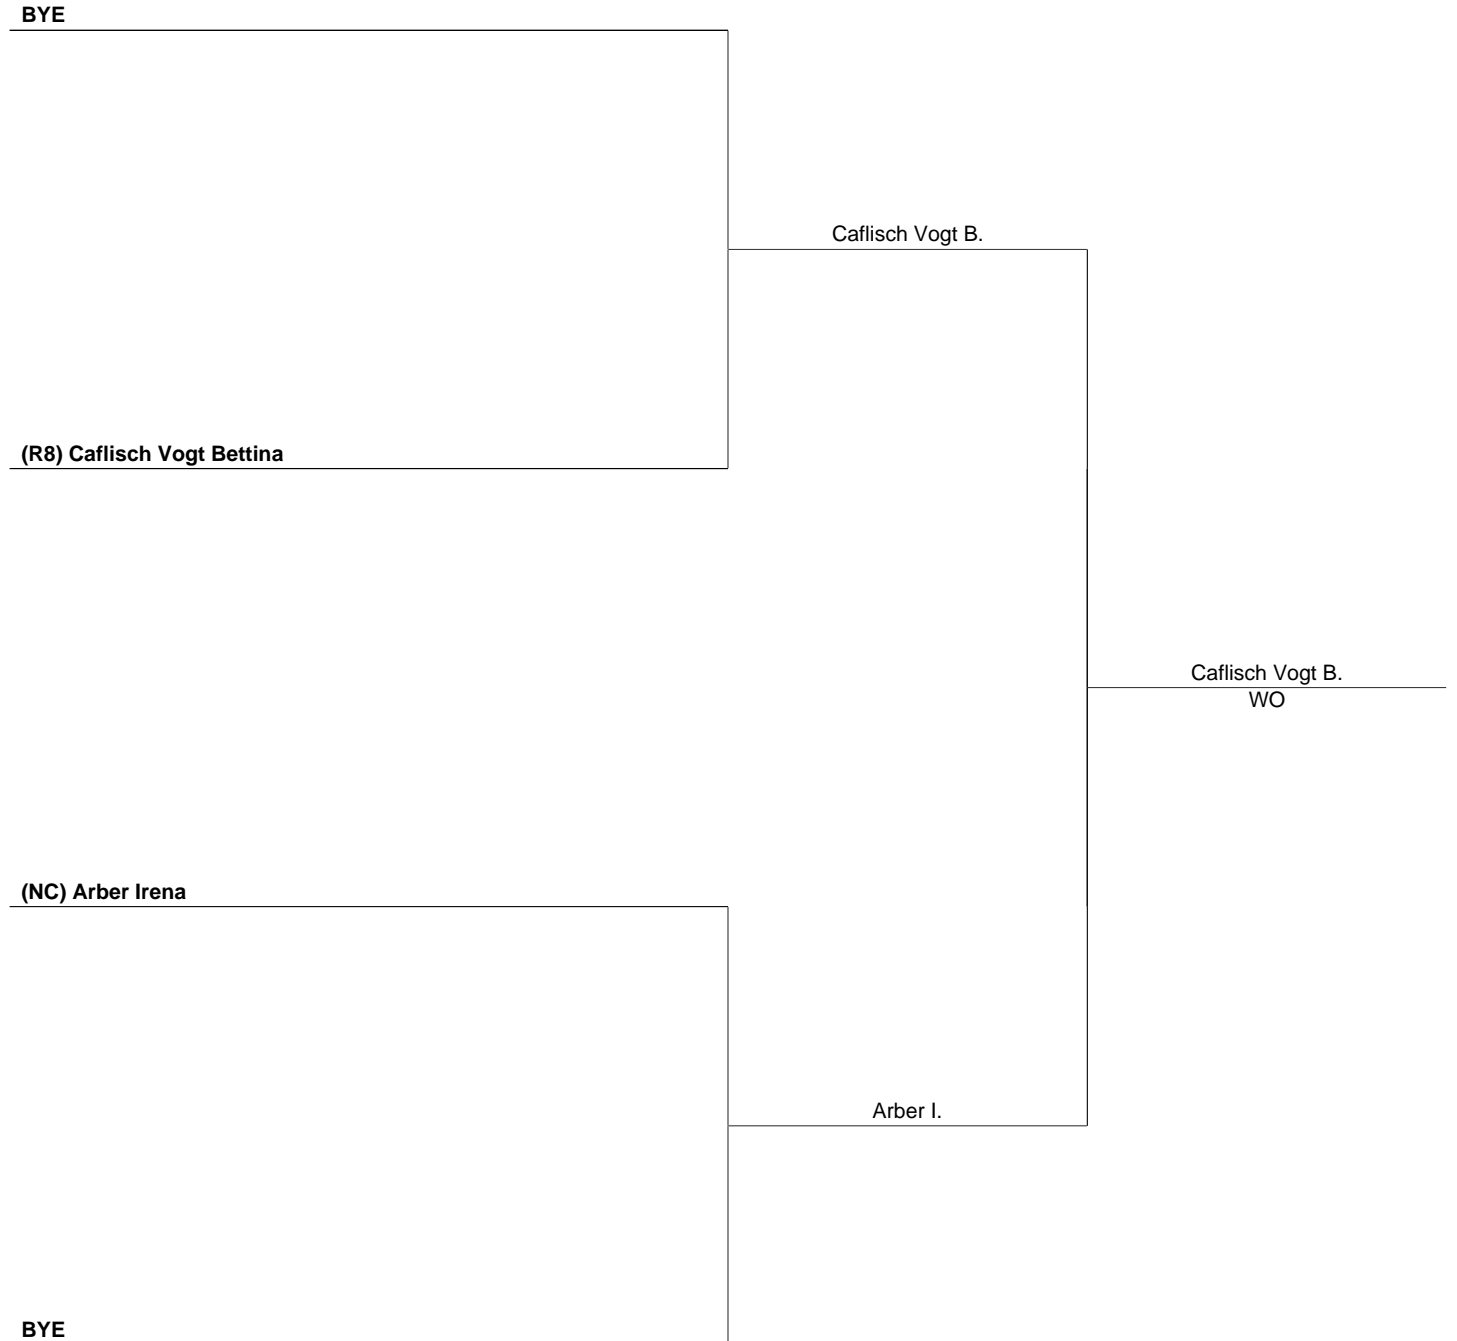 BYE
Caflisch Vogt B.
(R8) Caflisch Vogt Bettina
Caflisch Vogt B.
WO
(NC) Arber Irena
Arber I.
BYE